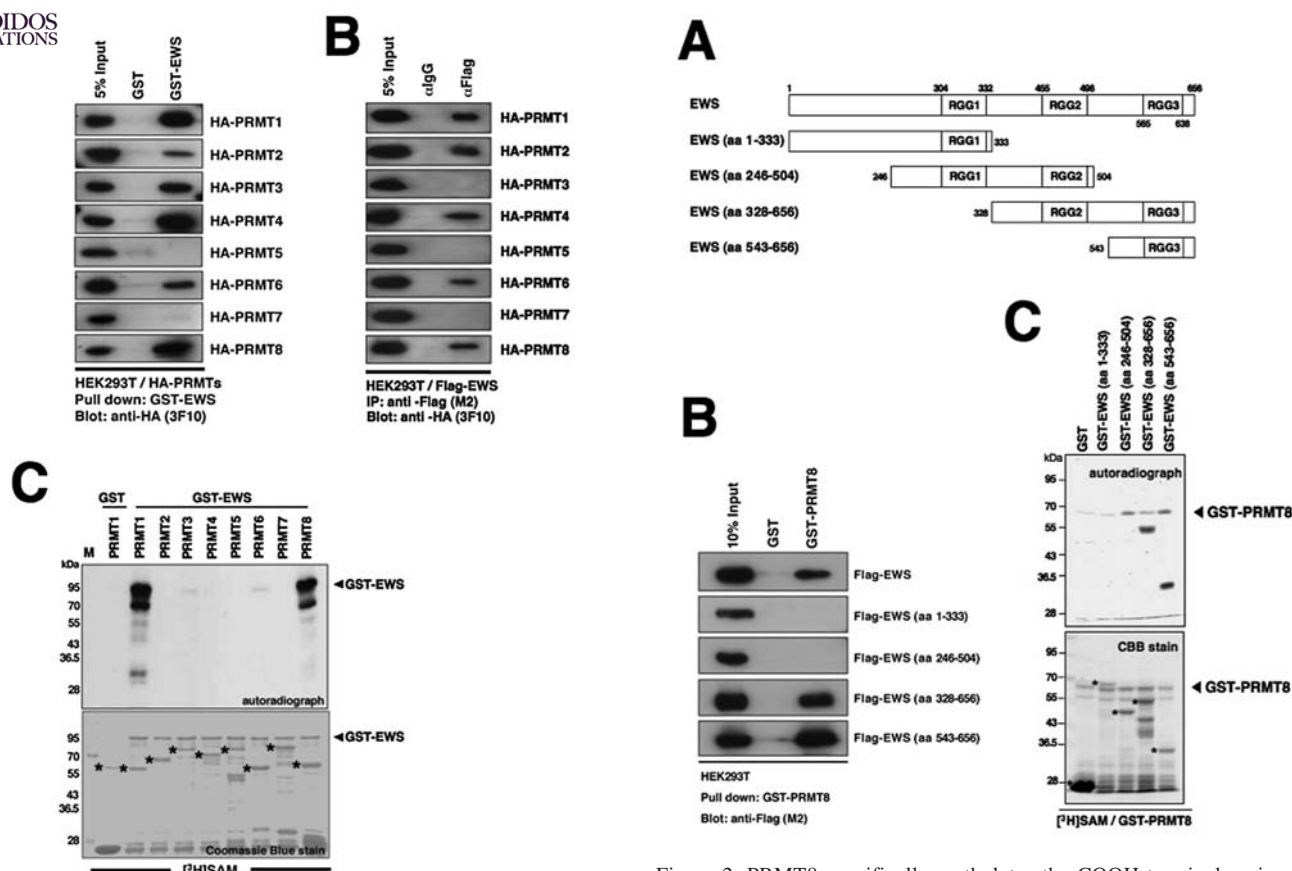 DIDOS
ATIONS
5% Input
GST
GST-EWS
HA-PRMT1
HA-PRMT2
HA-PRMT3
HA-PRMT4
HA-PRMT5
HA-PRMT6
HA-PRMT7
HA-PRMT8
HEK293T / HA-PRMTs
Pull down: GST-EWS
Blot: anti-HA (3F10)
B
5% Input
αIgG
αFlag
HA-PRMT1
HA-PRMT2
HA-PRMT3
HA-PRMT4
HA-PRMT5
HA-PRMT6
HA-PRMT7
HA-PRMT8
HEK293T / Flag-EWS
IP: anti -Flag (M2)
Blot: anti -HA (3F10)
C
GST GST-EWS
M PRMT1 PRMT1 PRMT2 PRMT3 PRMT4 PRMT5 PRMT6 PRMT7 PRMT8
kDa
95
70
55
43
36.5
28
GST-EWS
autoradiograph
95
70
55
43
36.5
28
GST-EWS
Coomassie Blue stain
[³H]SAM
A
1 304 332 455 496 656
EWS RGG1 RGG2 RGG3
565 638
EWS (aa 1-333) RGG1 333
EWS (aa 246-504) 246 RGG1 RGG2 504
EWS (aa 328-656) 328 RGG2 RGG3
EWS (aa 543-656) 543 RGG3
B
10% Input
GST
GST-PRMT8
Flag-EWS
Flag-EWS (aa 1-333)
Flag-EWS (aa 246-504)
Flag-EWS (aa 328-656)
Flag-EWS (aa 543-656)
HEK293T
Pull down: GST-PRMT8
Blot: anti-Flag (M2)
C
GST
GST-EWS (aa 1-333)
GST-EWS (aa 246-504)
GST-EWS (aa 328-656)
GST-EWS (aa 543-656)
kDa
95
70
55
43
36.5
28
autoradiograph
GST-PRMT8
95
70
55
43
36.5
28
CBB stain
GST-PRMT8
[³H]SAM / GST-PRMT8